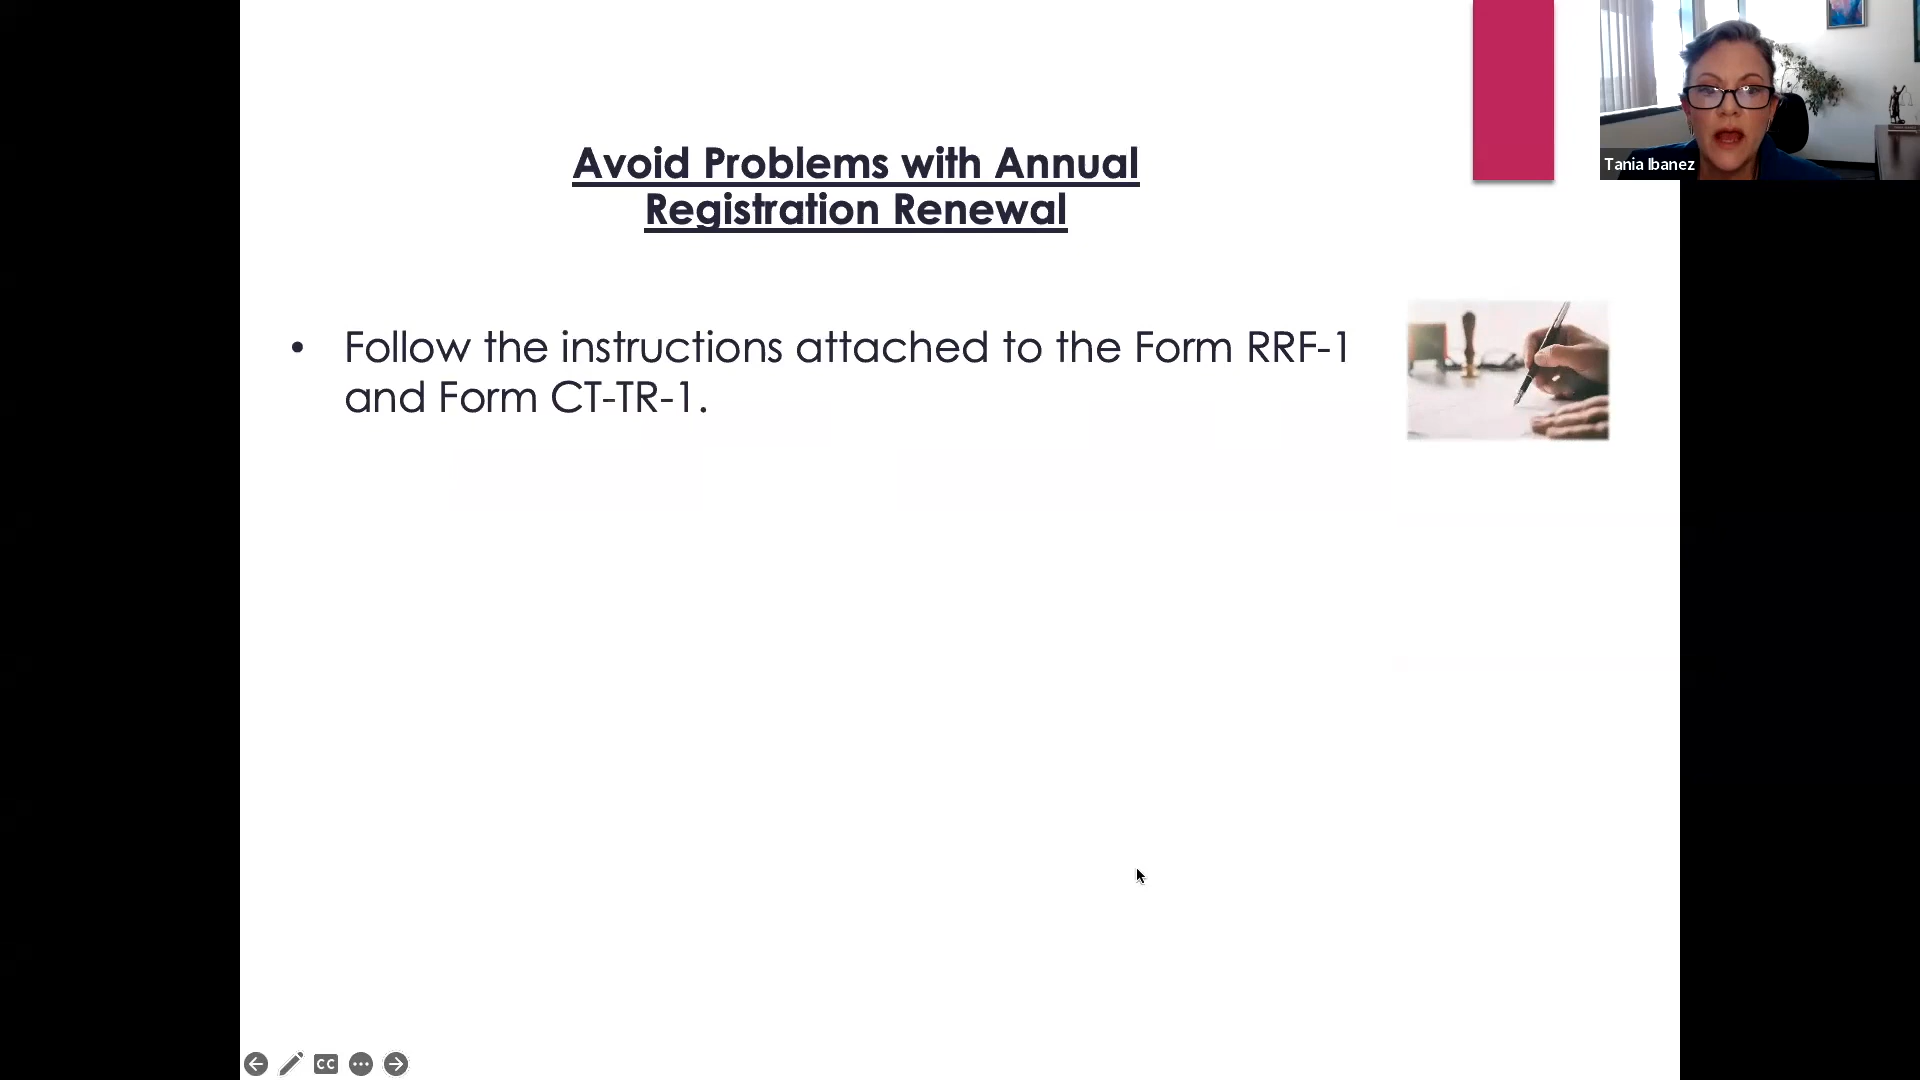 Avoid Problems with Annual
Registration Renewal
• Follow the instructions attached to the Form RRF-1
and Form CT-TR-1.
Tania Ibanez
CC